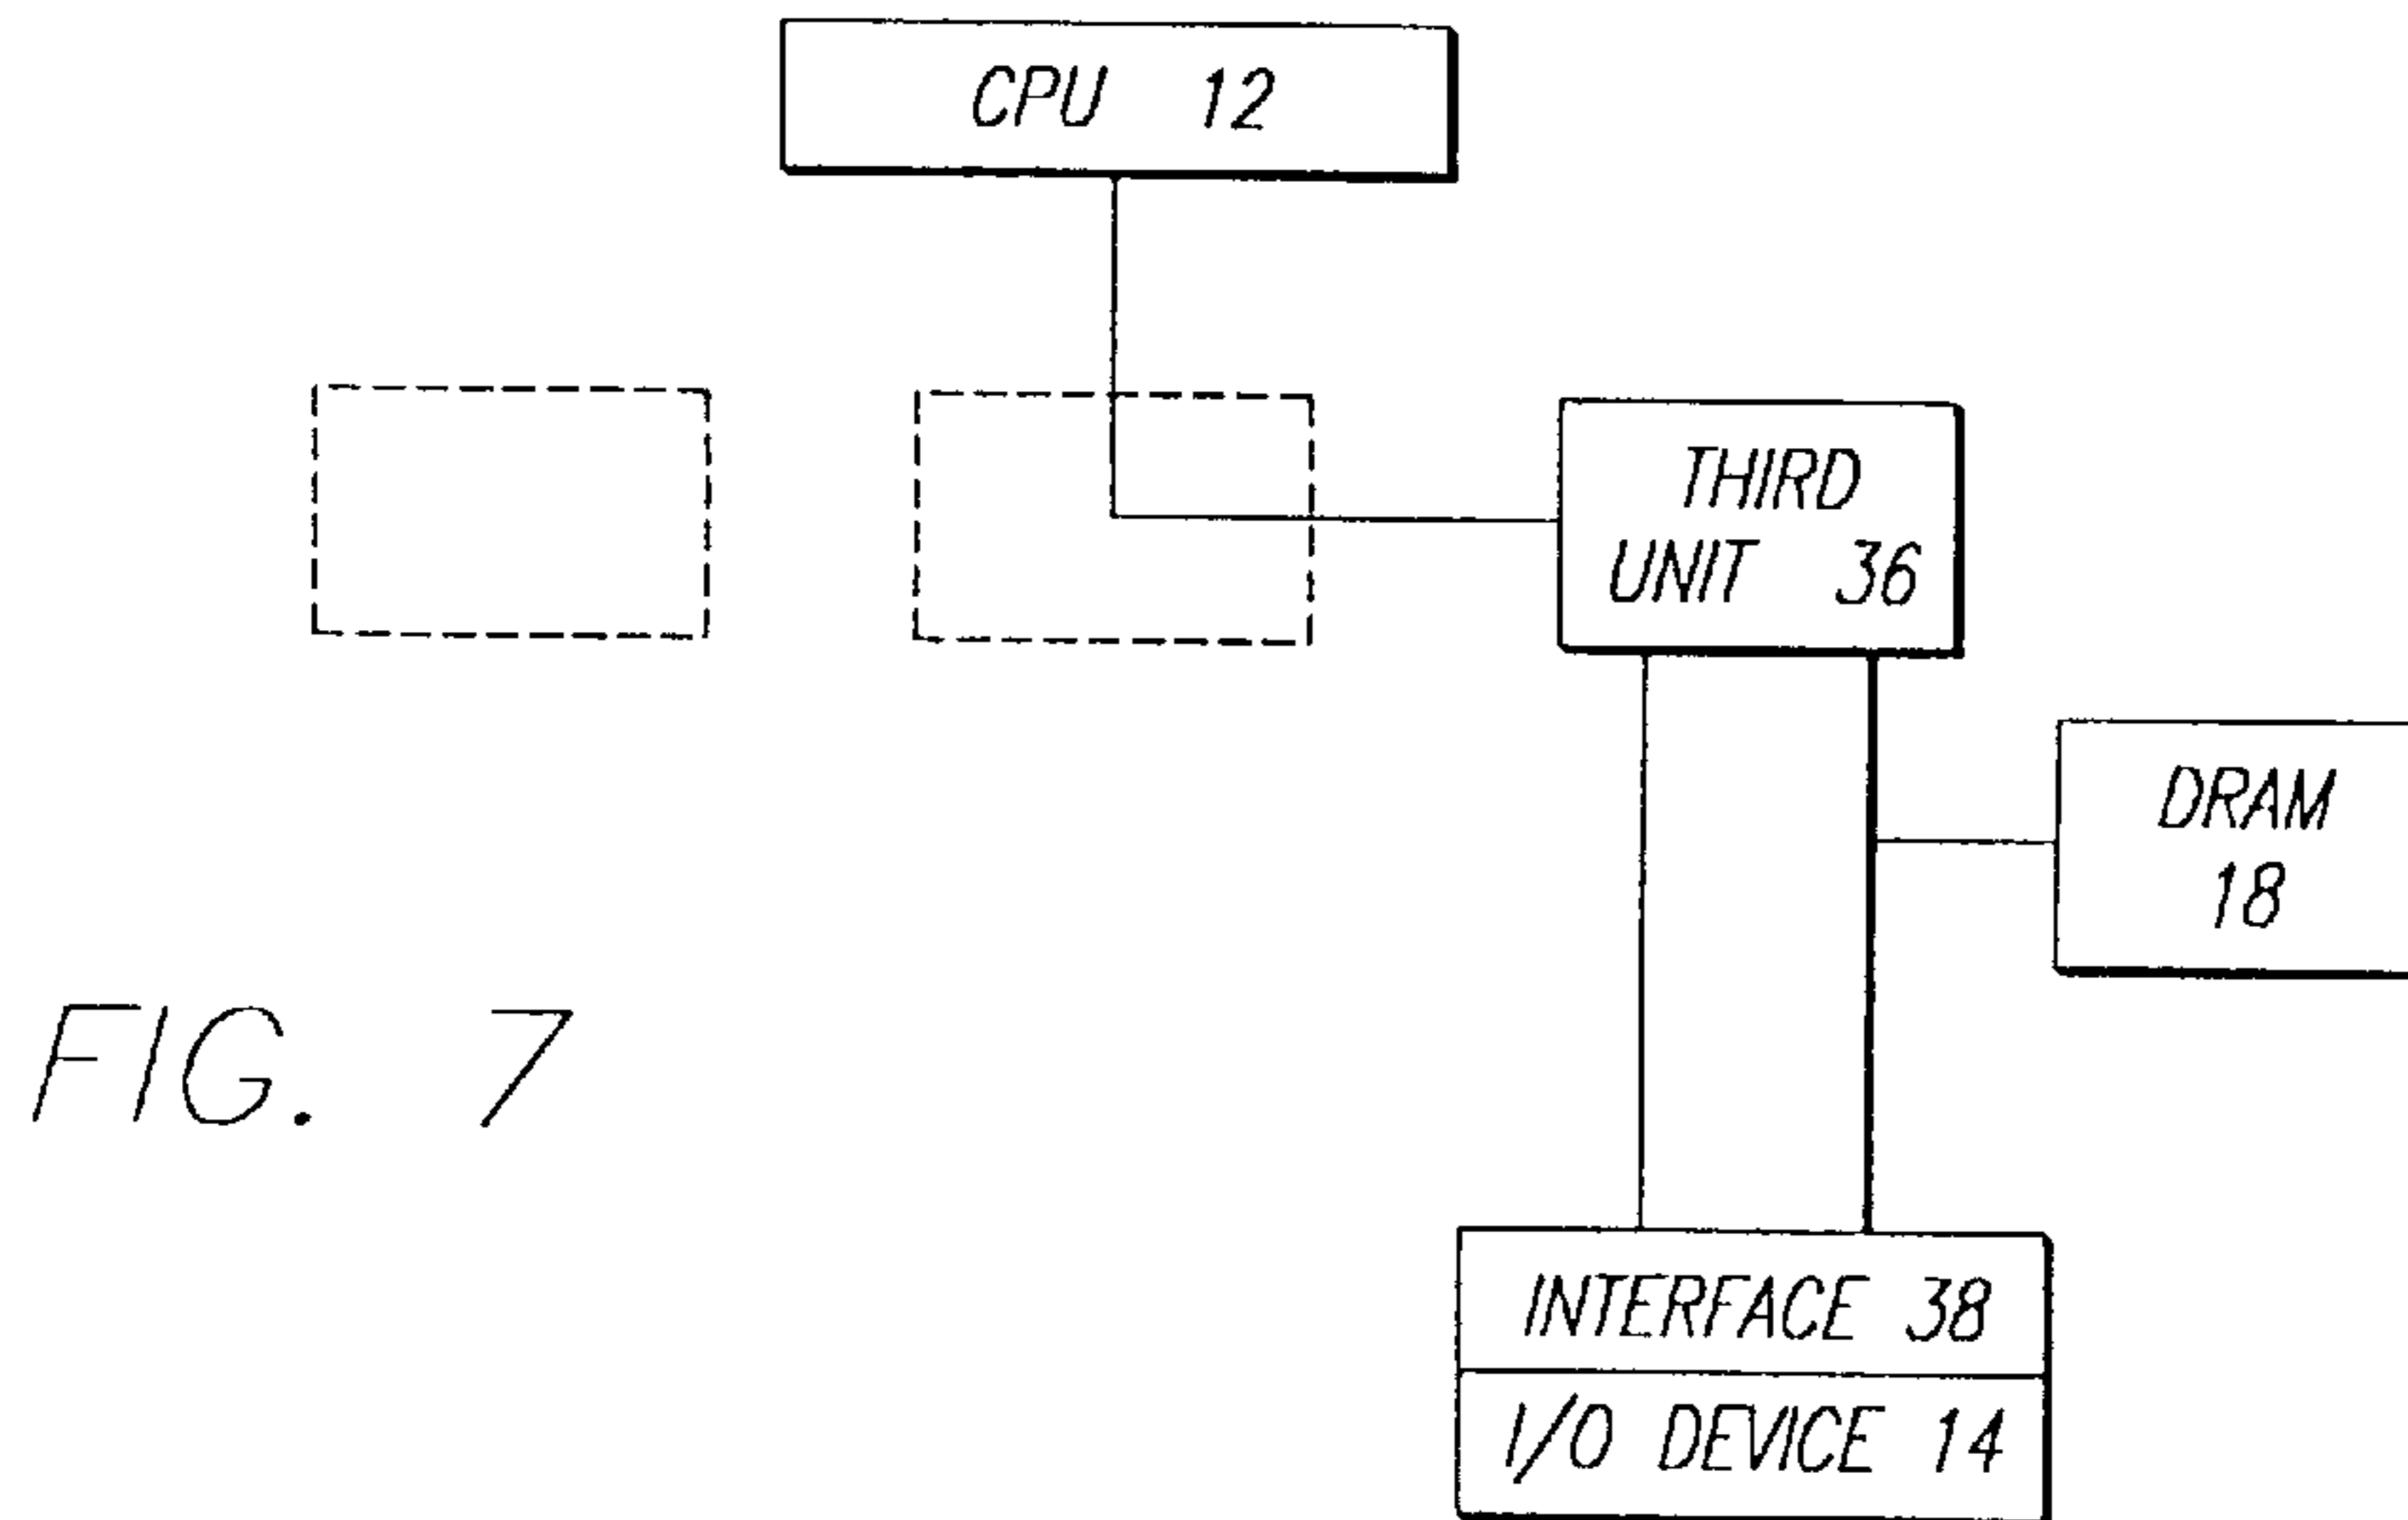 CPU 12
THIRD
UNIT 36
DRAM
18
FIG. 7
INTERFACE 38
I/O DEVICE 14